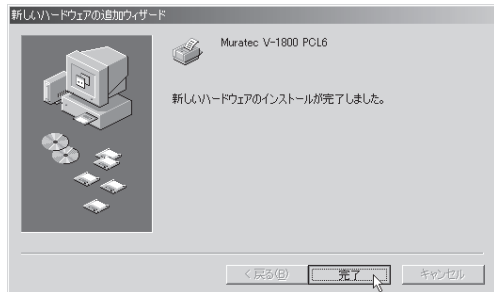 新しいハードウェアの追加ウィザード
Muratec V-1800 PCL6
新しいハードウェアのインストールが完了しました。
< 戻る(B)
完了
キャンセル